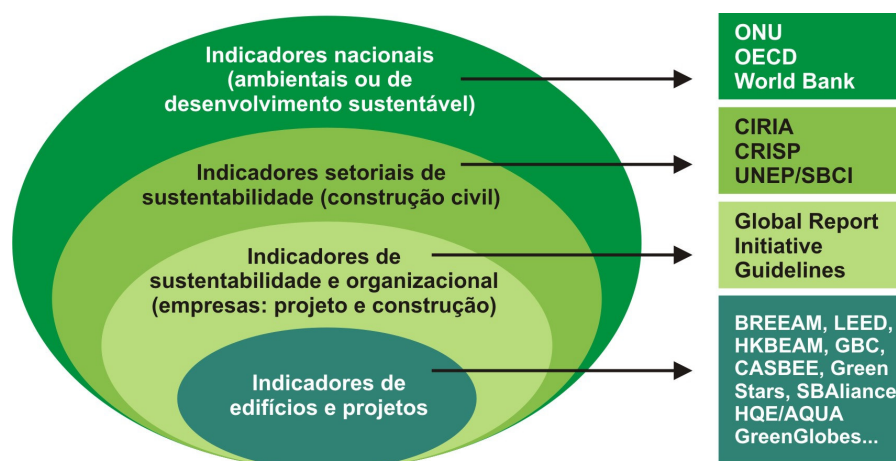 Indicadores nacionais
(ambientais ou de
desenvolvimento sustentável)
ONU
OECD
World Bank
Indicadores setoriais de
sustentabilidade (construção civil)
CIRIA
CRISP
UNEP/SBCI
Indicadores de
sustentabilidade e organizacional
(empresas: projeto e construção)
Global Report
Initiative
Guidelines
Indicadores de
edifícios e projetos
BREEAM, LEED,
HKBEAM, GBC,
CASBEE, Green
Stars, SBAliance
HQE/AQUA
GreenGlobes...